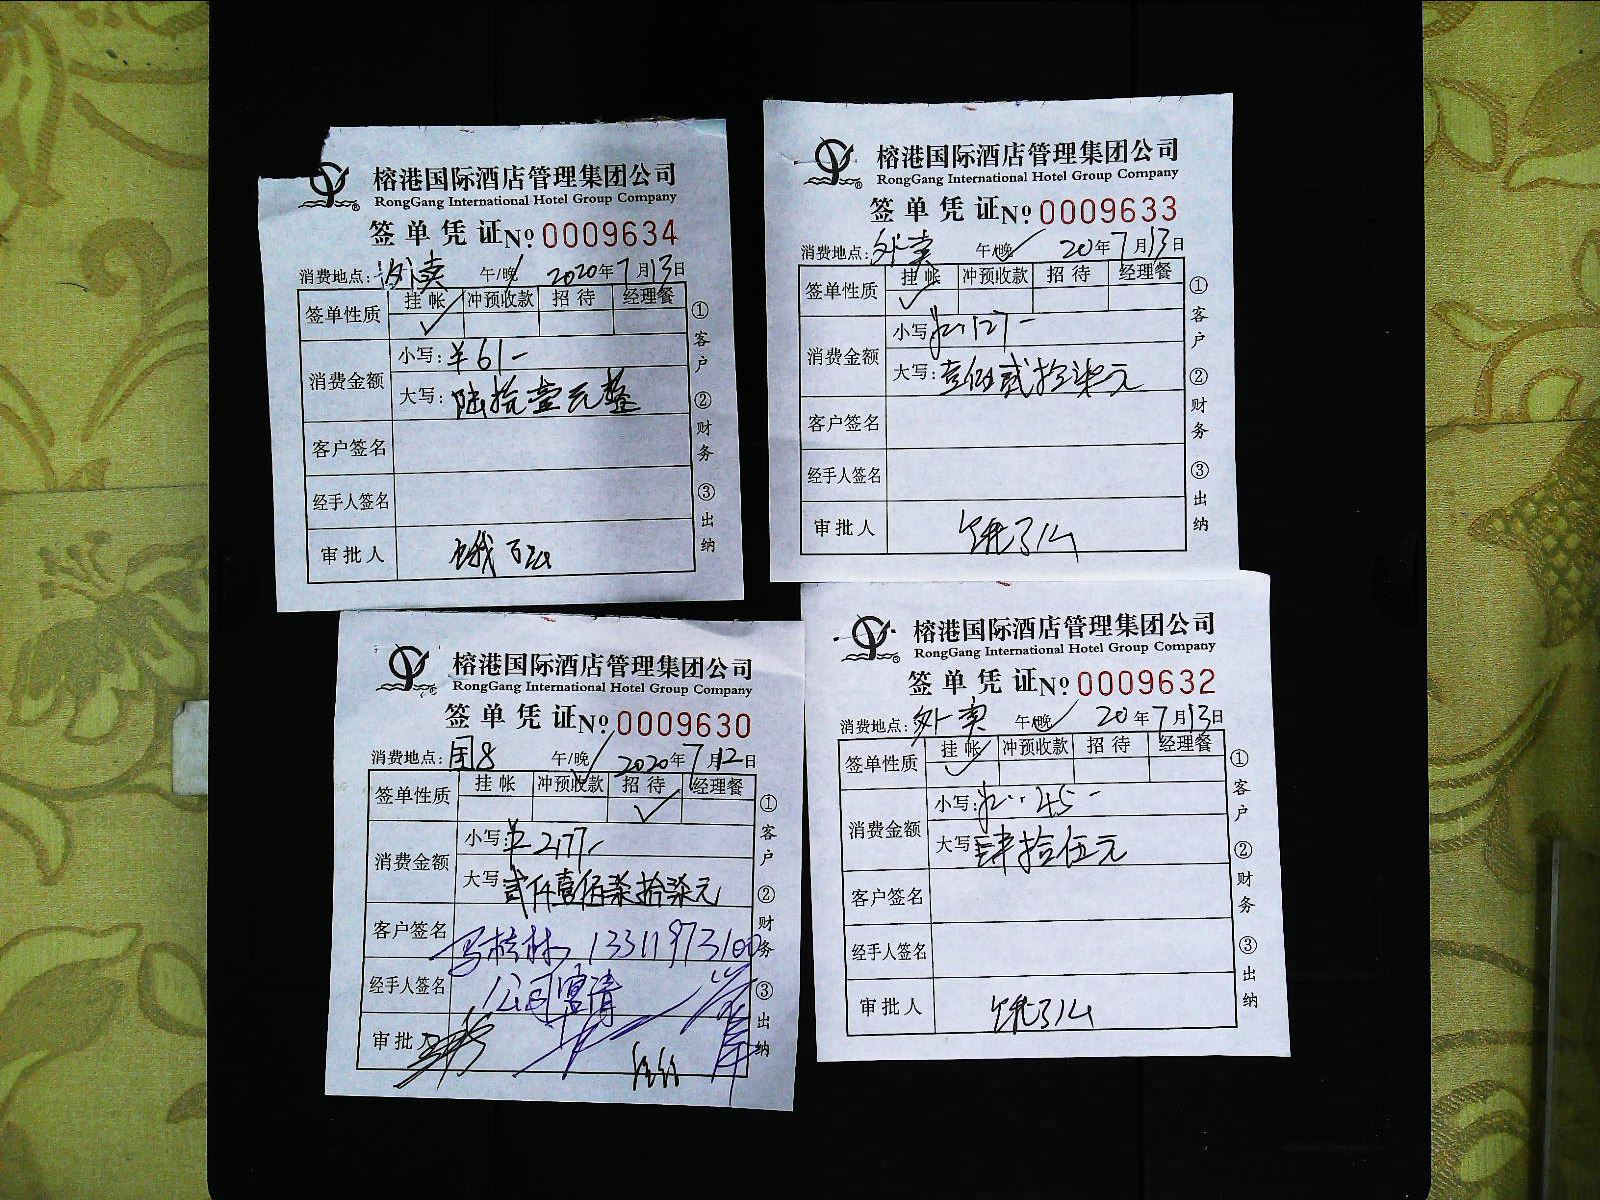 榕港国际酒店管理集团公司
RongGang International Hotel Group Company
签单凭证 № 0009634
消费地点: 外卖 午/晚 2020年7月13日
签单性质 挂帐 冲预收款 招待 经理餐
✓
消费金额 小写: ¥61-
大写: 陆拾壹元整
客户签名
经手人签名
审批人
① 客户 ② 财务 ③ 出纳
榕港国际酒店管理集团公司
RongGang International Hotel Group Company
签单凭证 № 0009633
消费地点: 外卖 午/晚 2020年7月13日
签单性质 挂帐 冲预收款 招待 经理餐
✓
消费金额 小写: 127-
大写: 壹佰贰拾柒元
客户签名
经手人签名
审批人 饿了么
① 客户 ② 财务 ③ 出纳
榕港国际酒店管理集团公司
RongGang International Hotel Group Company
签单凭证 № 0009630
消费地点: 国8 午/晚 2020年7月12日
签单性质 挂帐 冲预收款 招待 经理餐
✓
消费金额 小写: ¥2177-
大写: 贰仟壹佰柒拾柒元
客户签名 马桂林 13311973100
经手人签名 公司宴请
审批人
① 客户 ② 财务 ③ 出纳
榕港国际酒店管理集团公司
RongGang International Hotel Group Company
签单凭证 № 0009632
消费地点: 外卖 午/晚 20年7月13日
签单性质 挂帐 冲预收款 招待 经理餐
✓
消费金额 小写: 45-
大写: 肆拾伍元
客户签名
经手人签名
审批人 饿了么
① 客户 ② 财务 ③ 出纳